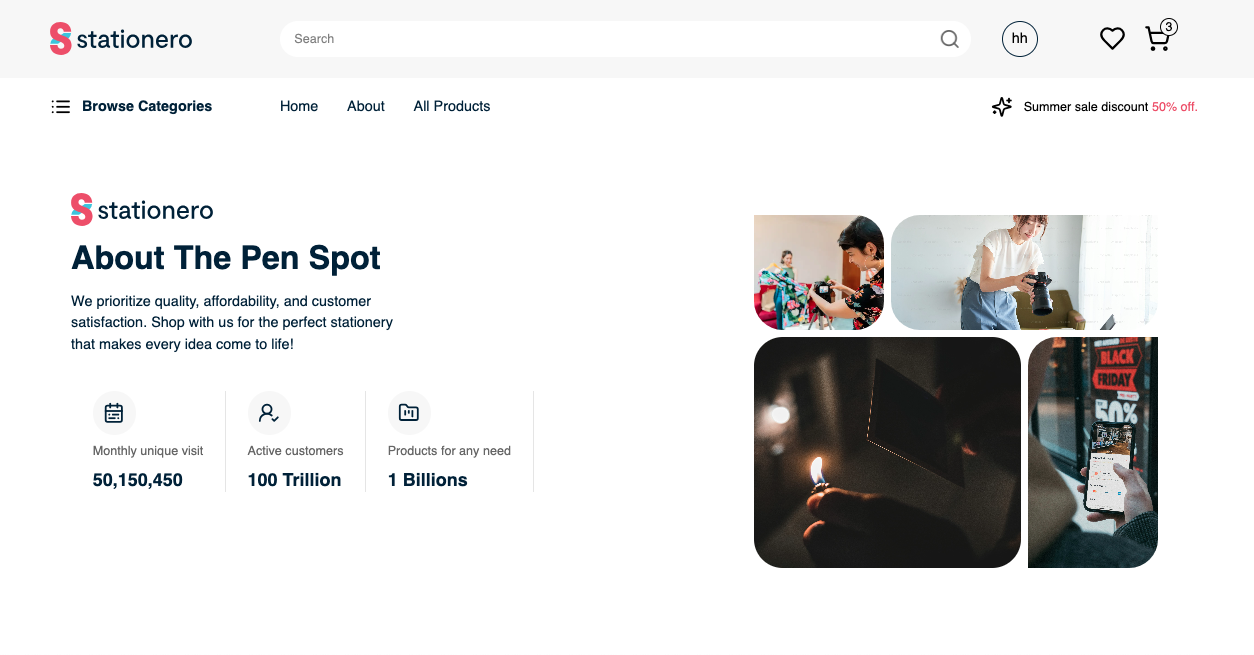 stationero
Search
hh
3
Browse Categories
Home
About
All Products
Summer sale discount 50% off.
stationero
About The Pen Spot
We prioritize quality, affordability, and customer
satisfaction. Shop with us for the perfect stationery
that makes every idea come to life!
Monthly unique visit
50,150,450
Active customers
100 Trillion
Products for any need
1 Billions
BLACK
FRIDAY
50%